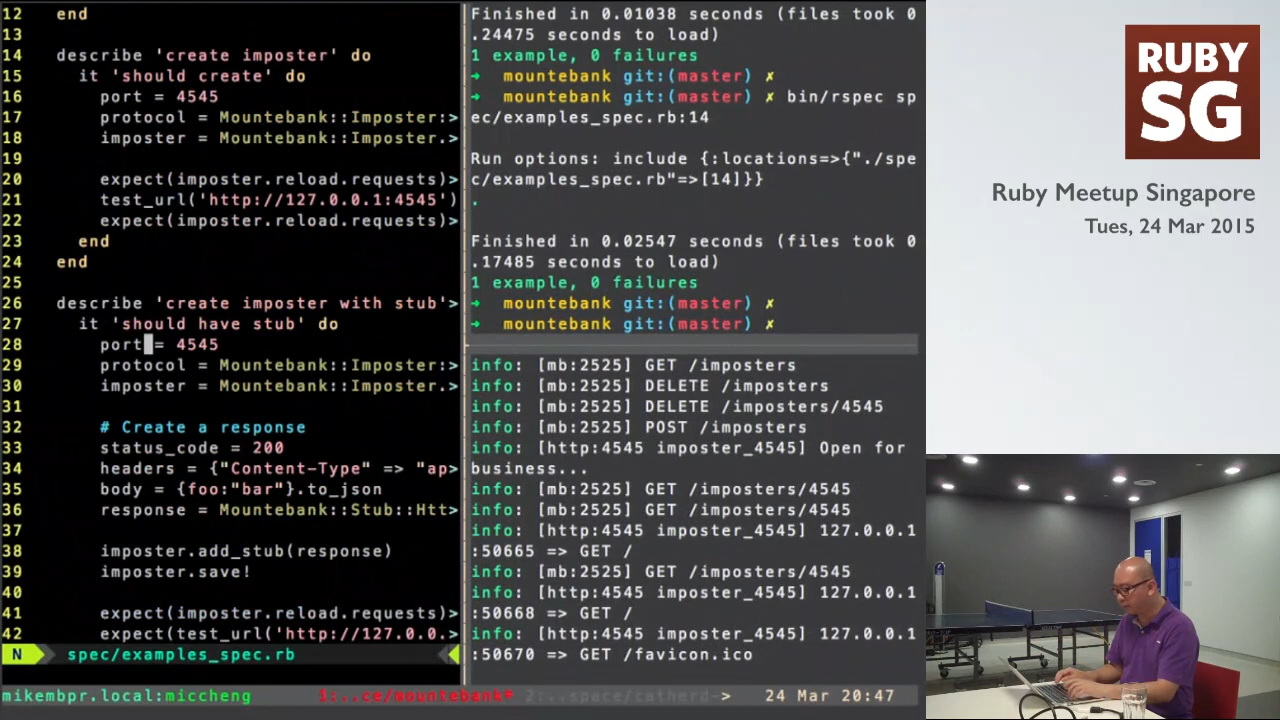 12   end
13
14   describe 'create imposter' do
15     it 'should create' do
16       port = 4545
17       protocol = Mountebank::Imposter:>
18       imposter = Mountebank::Imposter.>
19
20       expect(imposter.reload.requests)>
21       test_url('http://127.0.0.1:4545')
22       expect(imposter.reload.requests)>
23     end
24   end
25
26   describe 'create imposter with stub'>
27     it 'should have stub' do
28       port = 4545
29       protocol = Mountebank::Imposter:>
30       imposter = Mountebank::Imposter.>
31
32       # Create a response
33       status_code = 200
34       headers = {"Content-Type" => "ap>
35       body = {foo:"bar"}.to_json
36       response = Mountebank::Stub::Htt>
37
38       imposter.add_stub(response)
39       imposter.save!
40
41       expect(imposter.reload.requests)>
42       expect(test_url('http://127.0.0.>
N spec/examples_spec.rb
Finished in 0.01038 seconds (files took 0
.24475 seconds to load)
1 example, 0 failures
→ mountebank git:(master) ✗
→ mountebank git:(master) ✗ bin/rspec sp
ec/examples_spec.rb:14
Run options: include {:locations=>{"./spe
c/examples_spec.rb"=>[14]}}
.
Finished in 0.02547 seconds (files took 0
.17485 seconds to load)
1 example, 0 failures
→ mountebank git:(master) ✗
→ mountebank git:(master) ✗
info: [mb:2525] GET /imposters
info: [mb:2525] DELETE /imposters
info: [mb:2525] DELETE /imposters/4545
info: [mb:2525] POST /imposters
info: [http:4545 imposter_4545] Open for
business...
info: [mb:2525] GET /imposters/4545
info: [mb:2525] GET /imposters/4545
info: [http:4545 imposter_4545] 127.0.0.1
:50665 => GET /
info: [mb:2525] GET /imposters/4545
info: [http:4545 imposter_4545] 127.0.0.1
:50668 => GET /
info: [http:4545 imposter_4545] 127.0.0.1
:50670 => GET /favicon.ico
mikembpr.local:miccheng 1:..ce/mountebank* 2:..space/catherd-> 24 Mar 20:47
RUBY
SG
Ruby Meetup Singapore
Tues, 24 Mar 2015